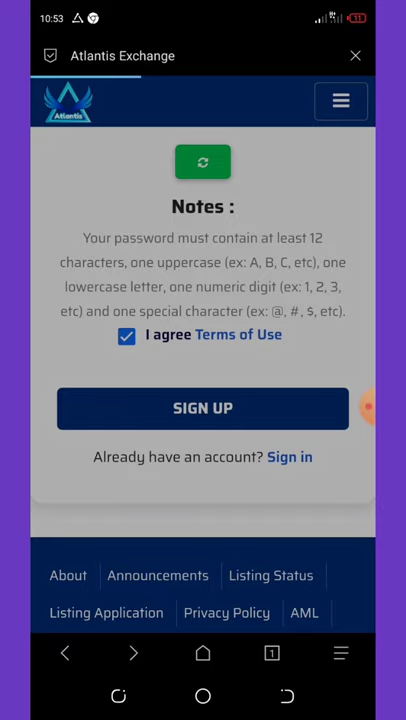 10:53
11
Atlantis Exchange
Atlantis
Notes :
Your password must contain at least 12
characters, one uppercase (ex: A, B, C, etc), one
lowercase letter, one numeric digit (ex: 1, 2, 3,
etc) and one special character (ex: @, #, $, etc).
I agree Terms of Use
SIGN UP
Already have an account? Sign in
About
Announcements
Listing Status
Listing Application
Privacy Policy
AML
1